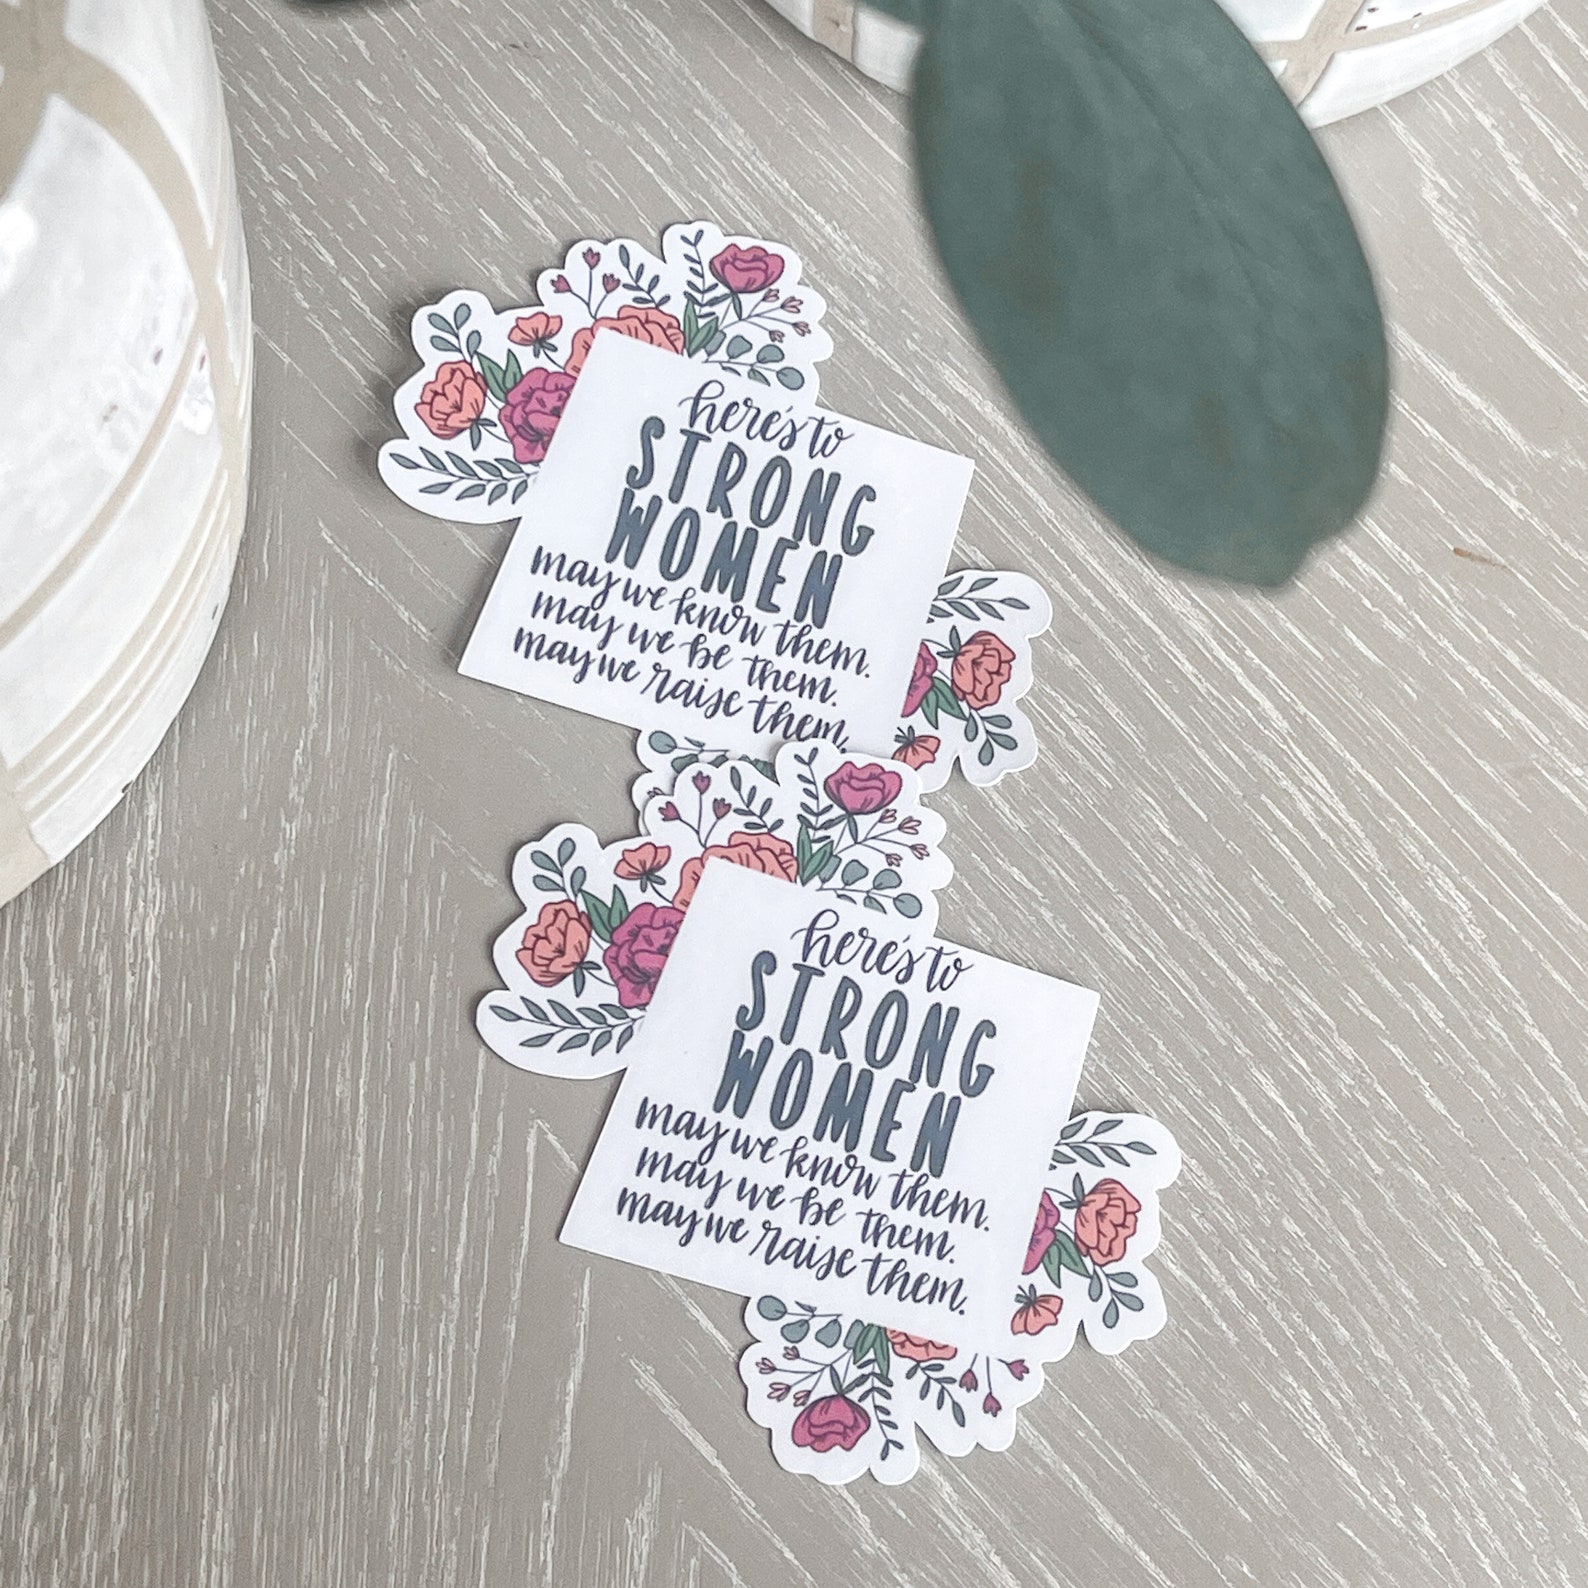 here's to
STRONG
WOMEN
may we know them.
may we be them.
may we raise them.
here's to
STRONG
WOMEN
may we know them.
may we be them.
may we raise them.